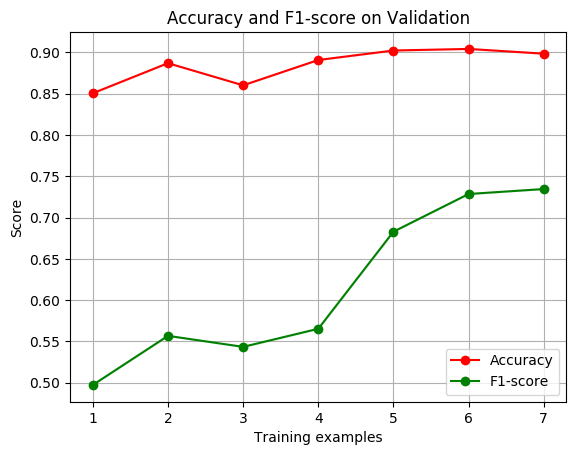 Accuracy and F1-score on Validation
Score
0.90
0.85
0.80
0.75
0.70
0.65
0.60
0.55
0.50
Accuracy
F1-score
1 2 3 4 5 6 7
Training examples